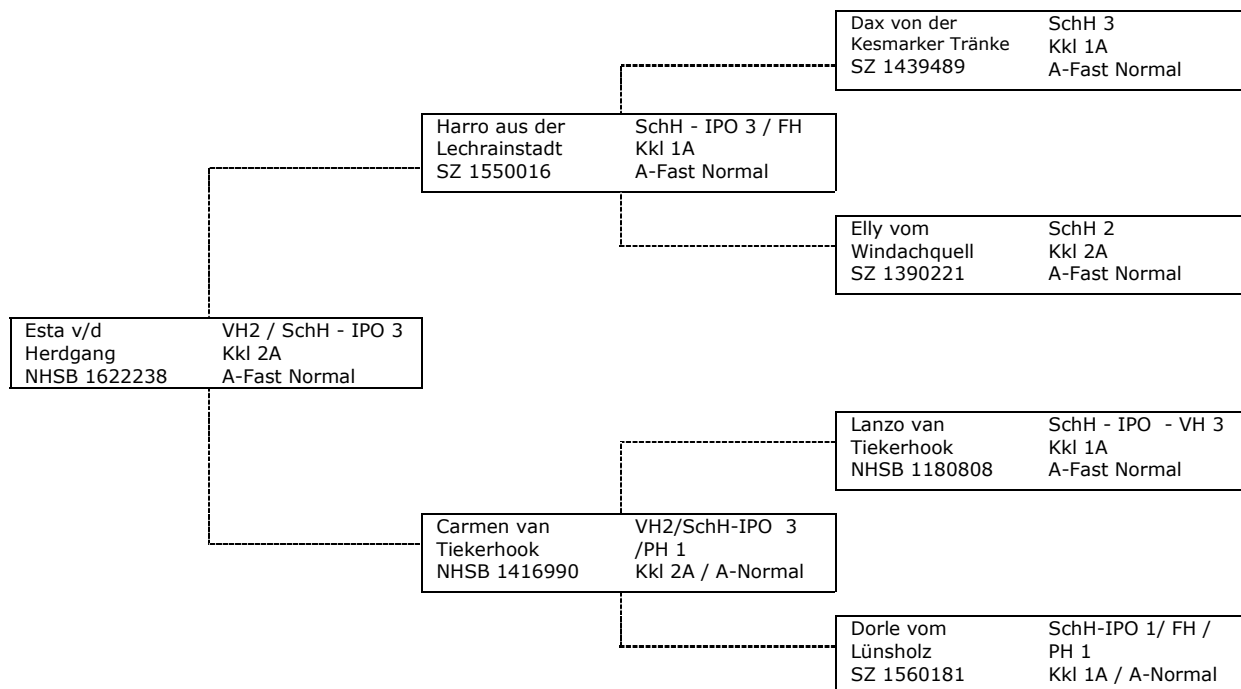 Dax von der SchH 3
Kesmarker Tränke Kkl 1A
SZ 1439489 A-Fast Normal
Harro aus der SchH - IPO 3 / FH
Lechrainstadt Kkl 1A
SZ 1550016 A-Fast Normal
Elly vom SchH 2
Windachquell Kkl 2A
SZ 1390221 A-Fast Normal
Esta v/d VH2 / SchH - IPO 3
Herdgang Kkl 2A
NHSB 1622238 A-Fast Normal
Lanzo van SchH - IPO - VH 3
Tiekerhook Kkl 1A
NHSB 1180808 A-Fast Normal
Carmen van VH2/SchH-IPO 3
Tiekerhook /PH 1
NHSB 1416990 Kkl 2A / A-Normal
Dorle vom SchH-IPO 1/ FH /
Lünsholz PH 1
SZ 1560181 Kkl 1A / A-Normal